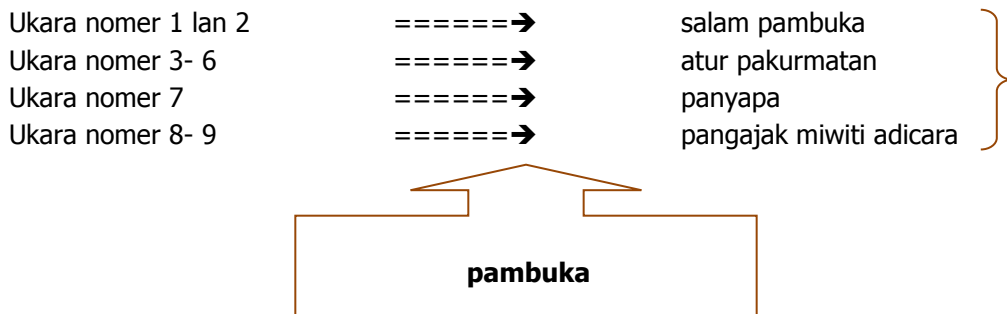 Ukara nomer 1 lan 2 ======➔ salam pambuka
Ukara nomer 3- 6 ======➔ atur pakurmatan
Ukara nomer 7 ======➔ panyapa
Ukara nomer 8- 9 ======➔ pangajak miwiti adicara
pambuka